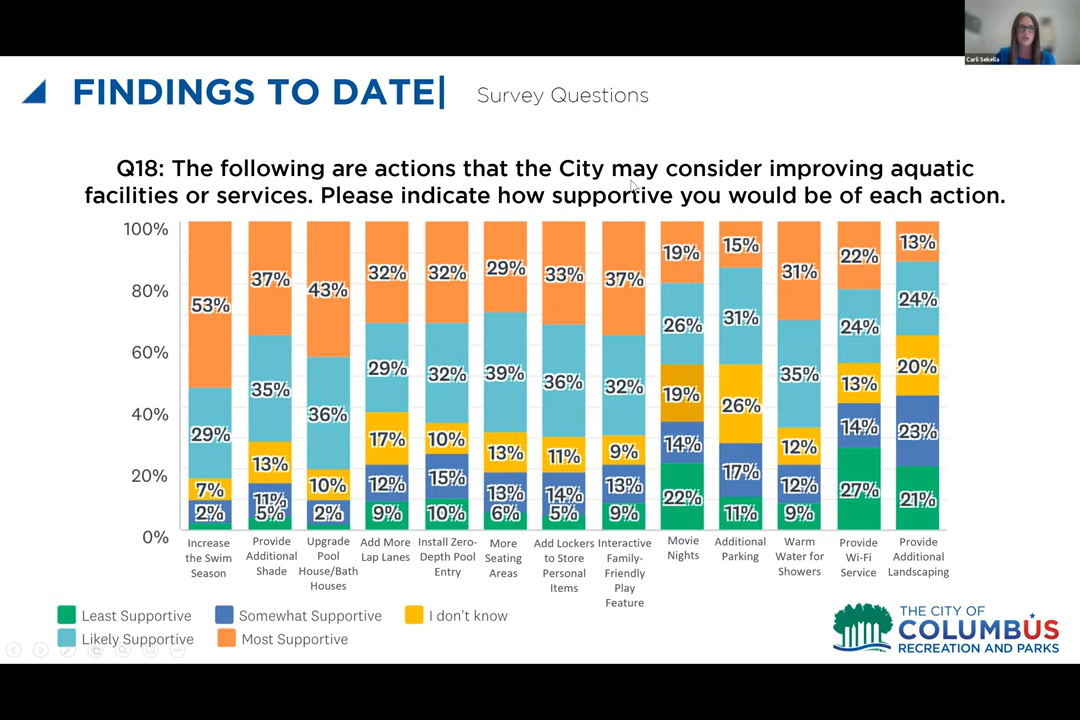 Carli Sekella
FINDINGS TO DATE|
Survey Questions
Q18: The following are actions that the City may consider improving aquatic
facilities or services. Please indicate how supportive you would be of each action.
100%
80%
60%
40%
20%
0%
53%
29%
7%
2%
37%
35%
13%
11%
5%
43%
36%
10%
2%
32%
29%
17%
12%
9%
32%
32%
10%
15%
10%
29%
39%
13%
13%
6%
33%
36%
11%
14%
5%
37%
32%
9%
13%
9%
19%
26%
19%
14%
22%
15%
31%
26%
17%
11%
31%
35%
12%
12%
9%
22%
24%
13%
14%
27%
13%
24%
20%
23%
21%
Increase
the Swim
Season
Provide
Additional
Shade
Upgrade
Pool
House/Bath
Houses
Add More
Lap Lanes
Install Zero-
Depth Pool
Entry
More
Seating
Areas
Add Lockers
to Store
Personal
Items
Interactive
Family-
Friendly
Play
Feature
Movie
Nights
Additional
Parking
Warm
Water for
Showers
Provide
Wi-Fi
Service
Provide
Additional
Landscaping
Least Supportive
Somewhat Supportive
I don't know
Likely Supportive
Most Supportive
THE CITY OF
COLUMBUS
RECREATION AND PARKS